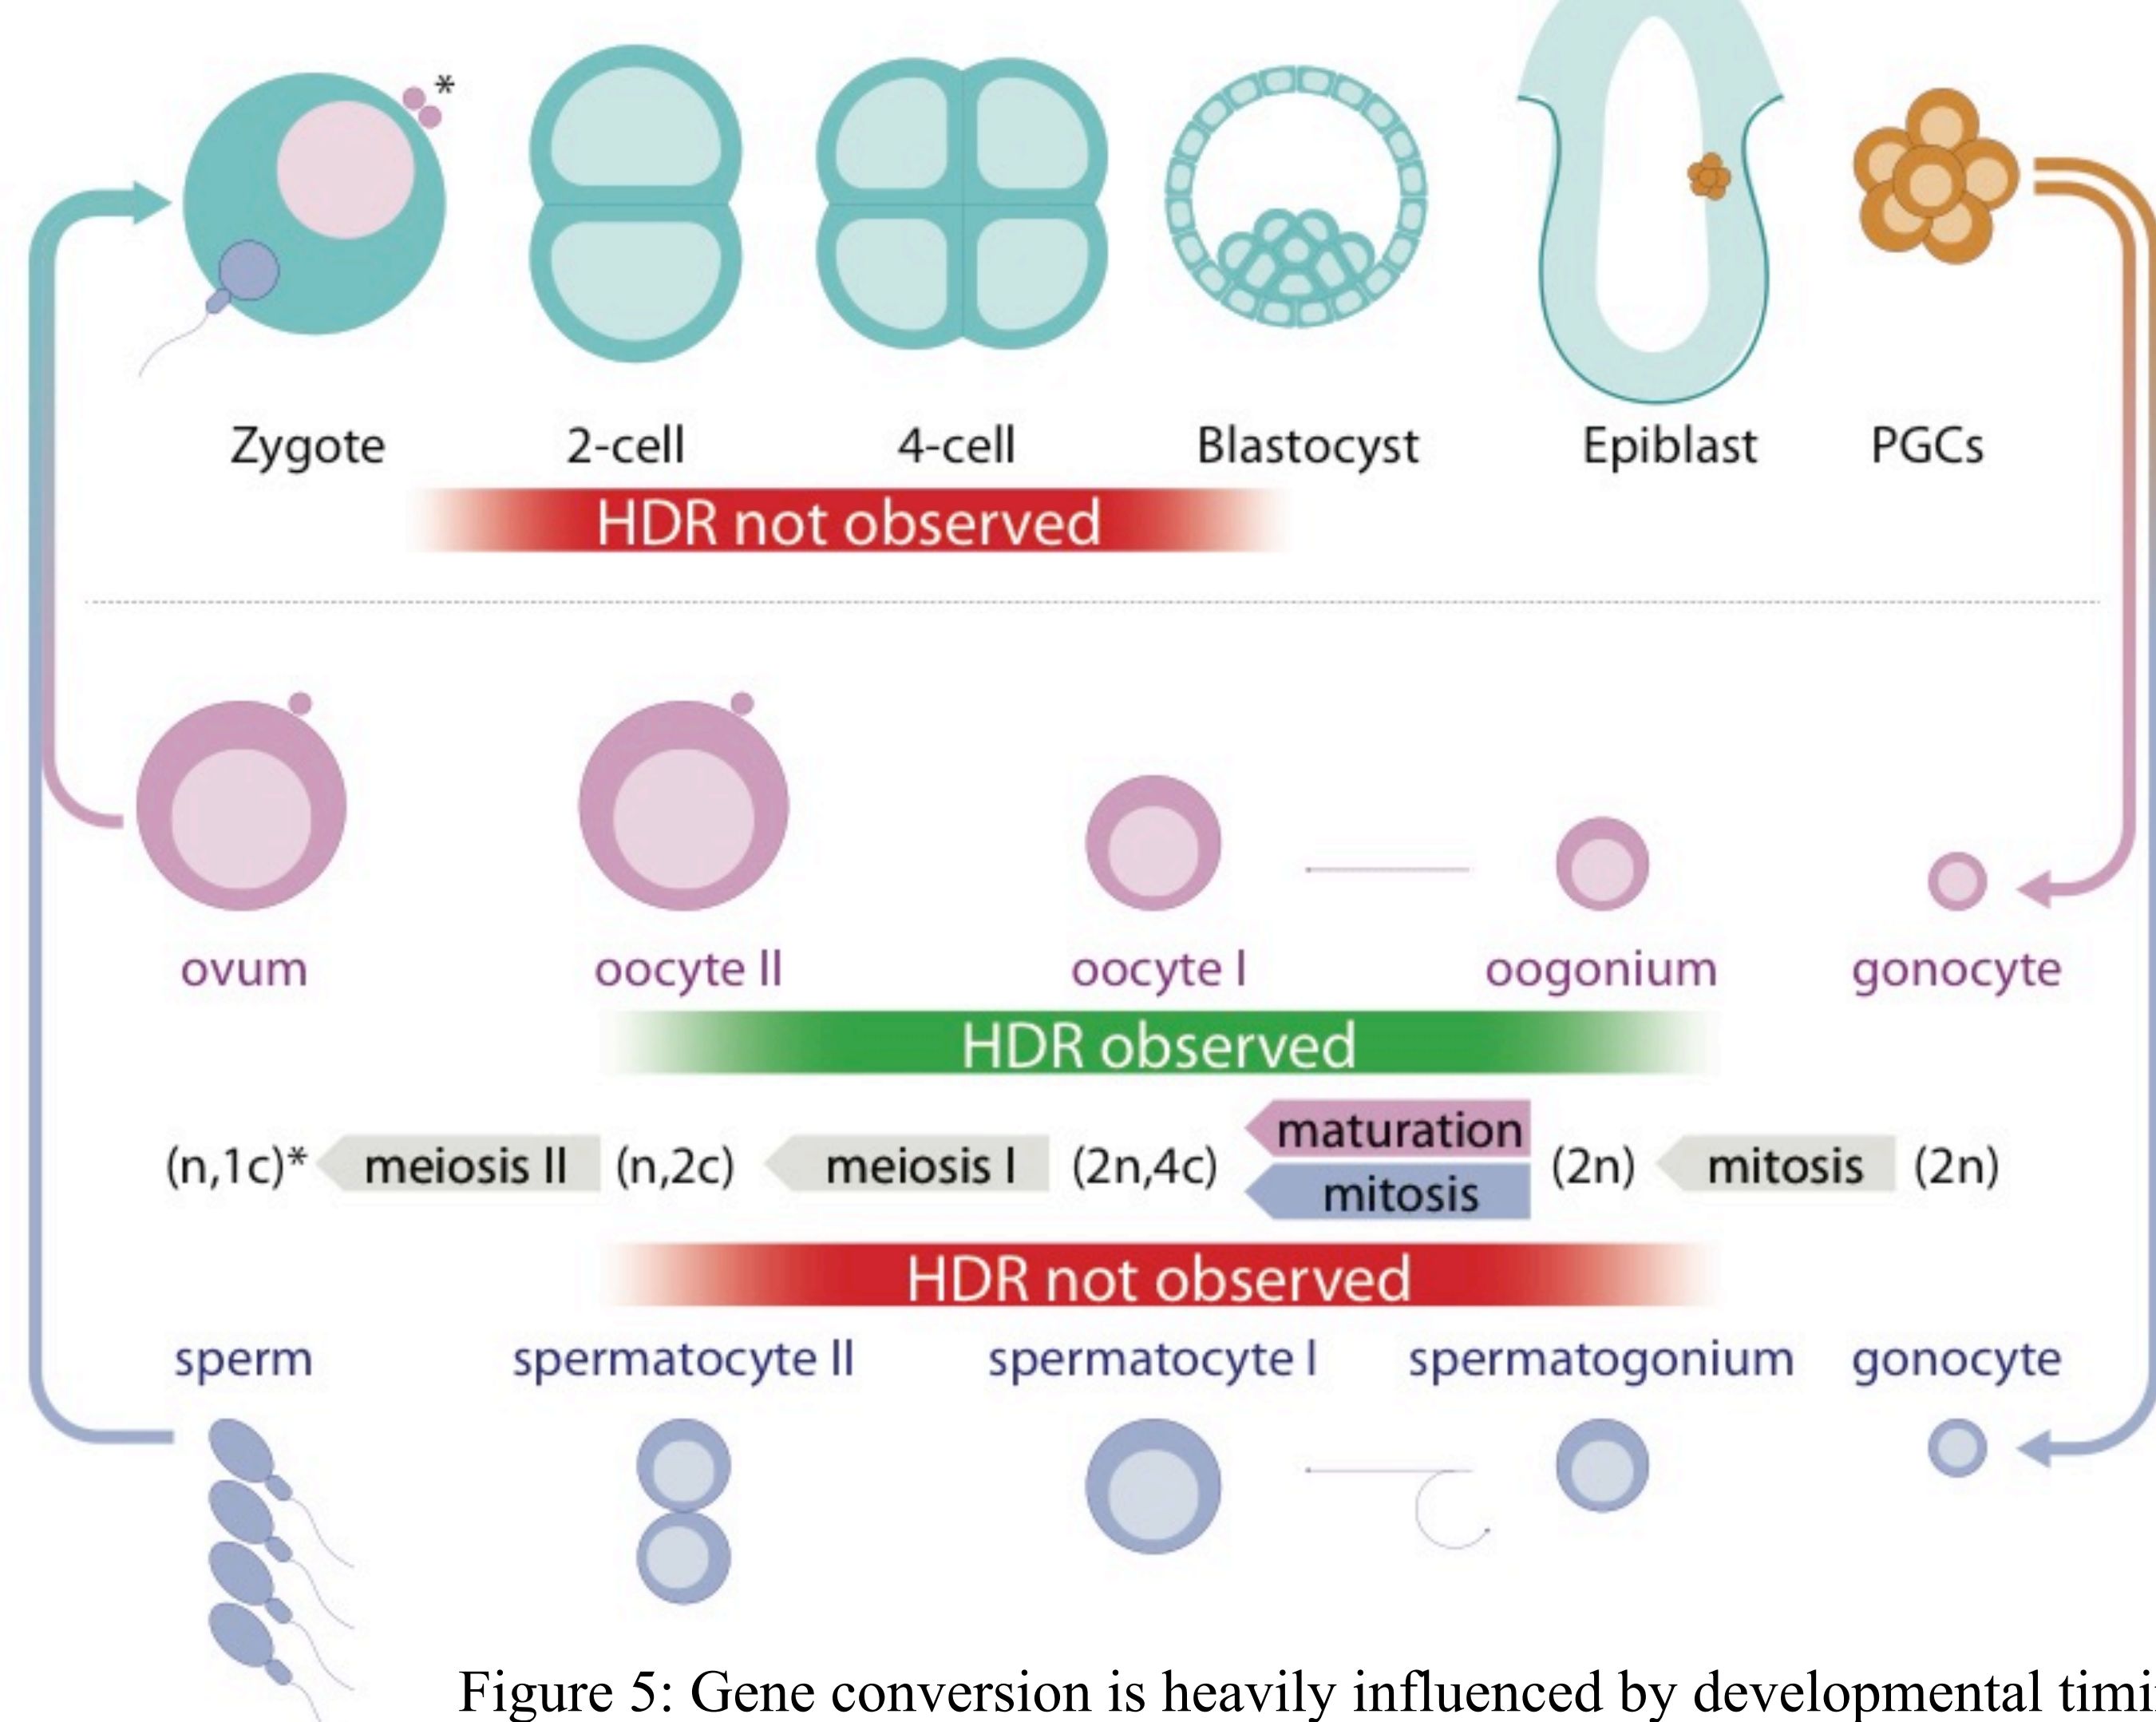 *
Zygote 2-cell 4-cell Blastocyst Epiblast PGCs
HDR not observed
ovum oocyte II oocyte I oogonium gonocyte
HDR observed
maturation
(n,1c)* meiosis II (n,2c) meiosis I (2n,4c) (2n) mitosis (2n)
mitosis
HDR not observed
sperm spermatocyte II spermatocyte I spermatogonium gonocyte
Figure 5: Gene conversion is heavily influenced by developmental timi